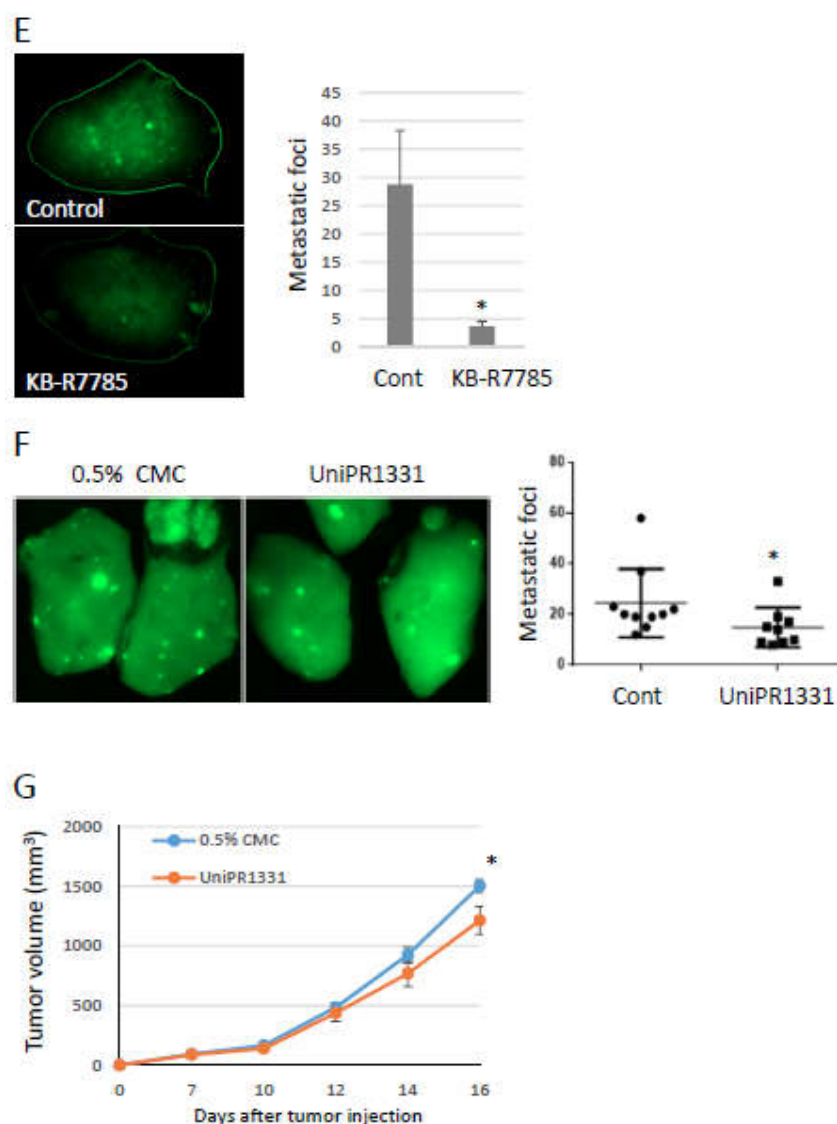 E
Control
KB-R7785
Metastatic foci
45
40
35
30
25
20
15
10
5
0
*
Cont KB-R7785
F
0.5% CMC UniPR1331
Metastatic foci
80
60
40
20
0
*
Cont UniPR1331
G
Tumor volume (mm³)
2000
1500
1000
500
0
0.5% CMC
UniPR1331
*
0 7 10 12 14 16
Days after tumor injection